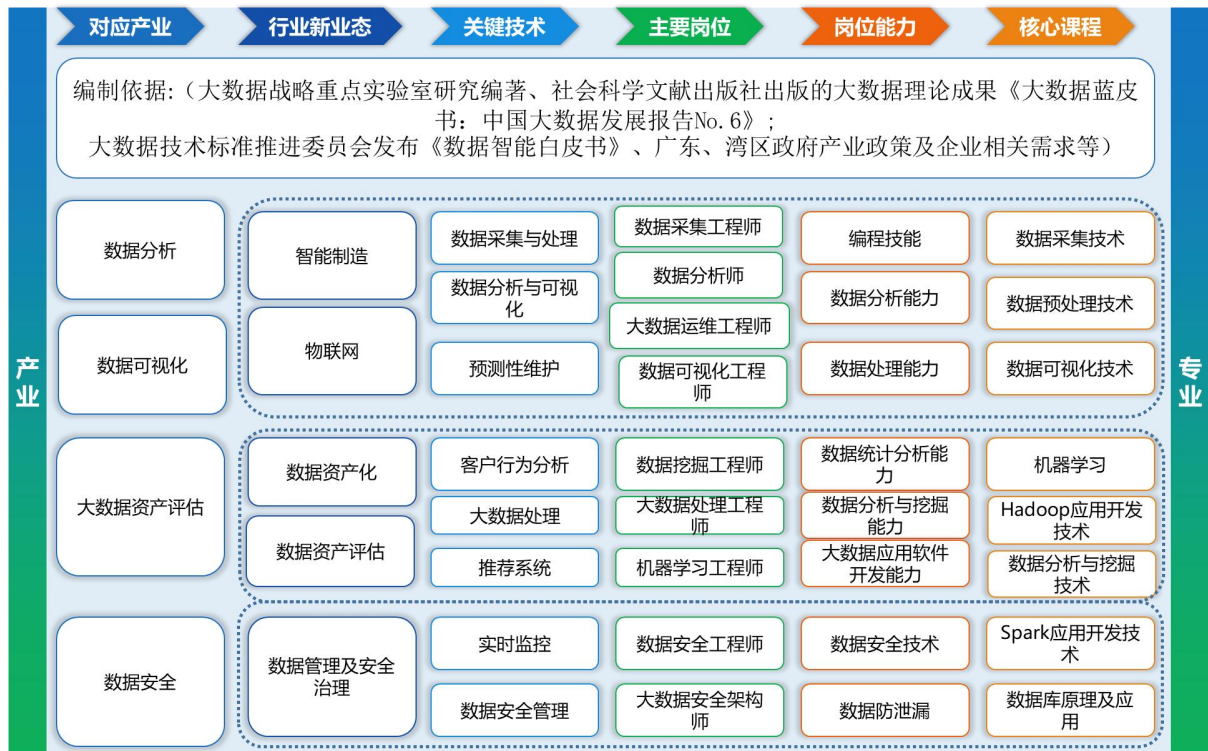 对应产业
行业新业态
关键技术
主要岗位
岗位能力
核心课程
编制依据:（大数据战略重点实验室研究编著、社会科学文献出版社出版的大数据理论成果《大数据蓝皮
书：中国大数据发展报告No.6》;
大数据技术标准推进委员会发布《数据智能白皮书》、广东、湾区政府产业政策及企业相关需求等）
产
业
数据分析
数据可视化
智能制造
物联网
数据采集与处理
数据分析与可视
化
预测性维护
数据采集工程师
数据分析师
大数据运维工程师
数据可视化工程
师
编程技能
数据分析能力
数据处理能力
数据采集技术
数据预处理技术
数据可视化技术
大数据资产评估
数据资产化
数据资产评估
客户行为分析
大数据处理
推荐系统
数据挖掘工程师
大数据处理工程
师
机器学习工程师
数据统计分析能
力
数据分析与挖掘
能力
大数据应用软件
开发能力
机器学习
Hadoop应用开发
技术
数据分析与挖掘
技术
数据安全
数据管理及安全
治理
实时监控
数据安全管理
数据安全工程师
大数据安全架构
师
数据安全技术
数据防泄漏
Spark应用开发技
术
数据库原理及应
用
专
业